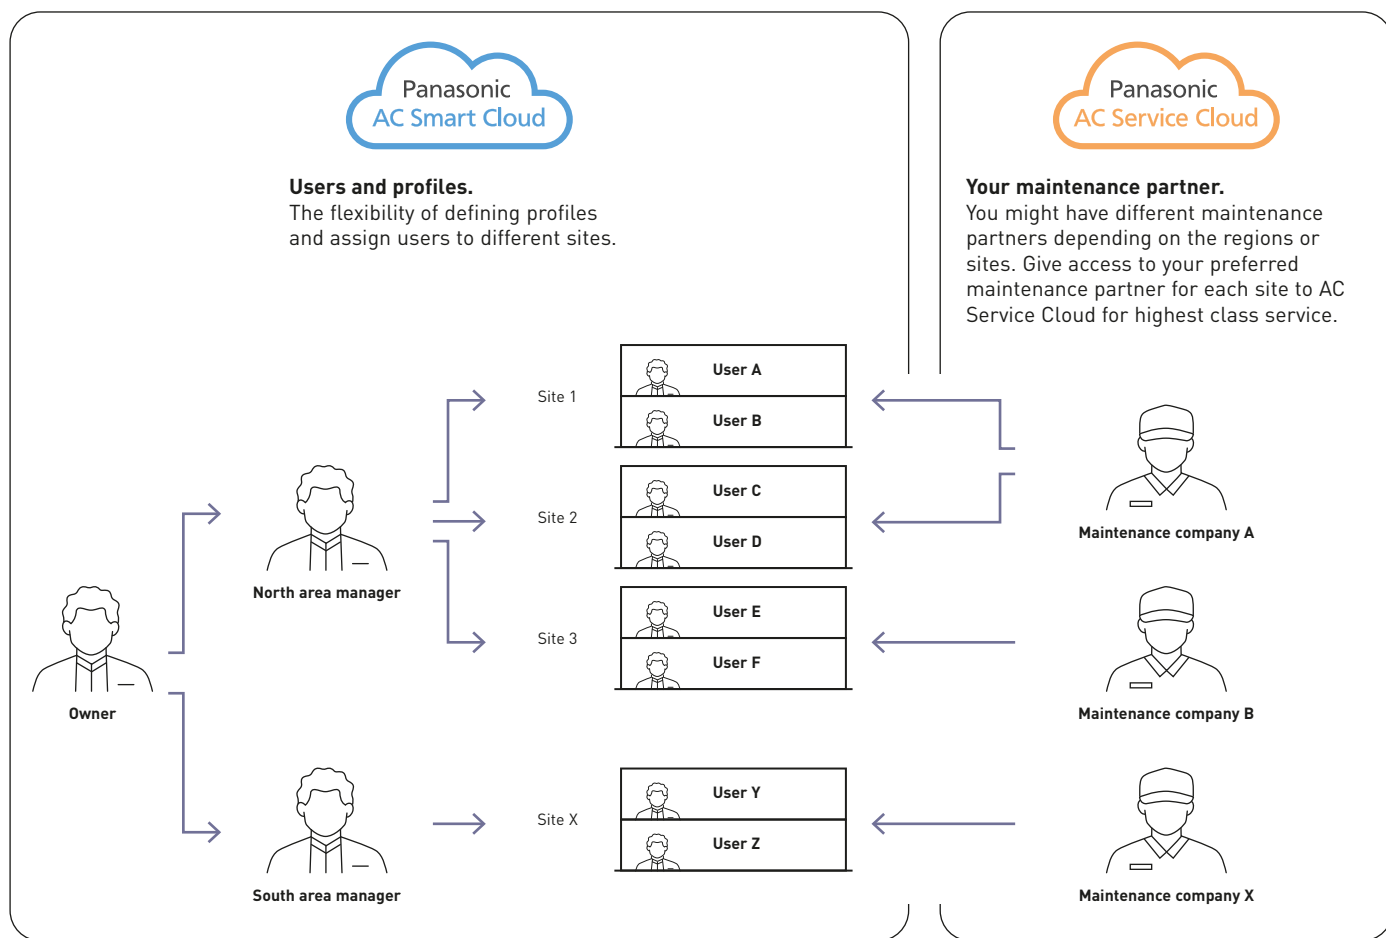 Panasonic
AC Smart Cloud
Users and profiles.
The flexibility of defining profiles
and assign users to different sites.
Panasonic
AC Service Cloud
Your maintenance partner.
You might have different maintenance
partners depending on the regions or
sites. Give access to your preferred
maintenance partner for each site to AC
Service Cloud for highest class service.
Owner
North area manager
South area manager
Site 1
User A
User B
Site 2
User C
User D
Site 3
User E
User F
Site X
User Y
User Z
Maintenance company A
Maintenance company B
Maintenance company X